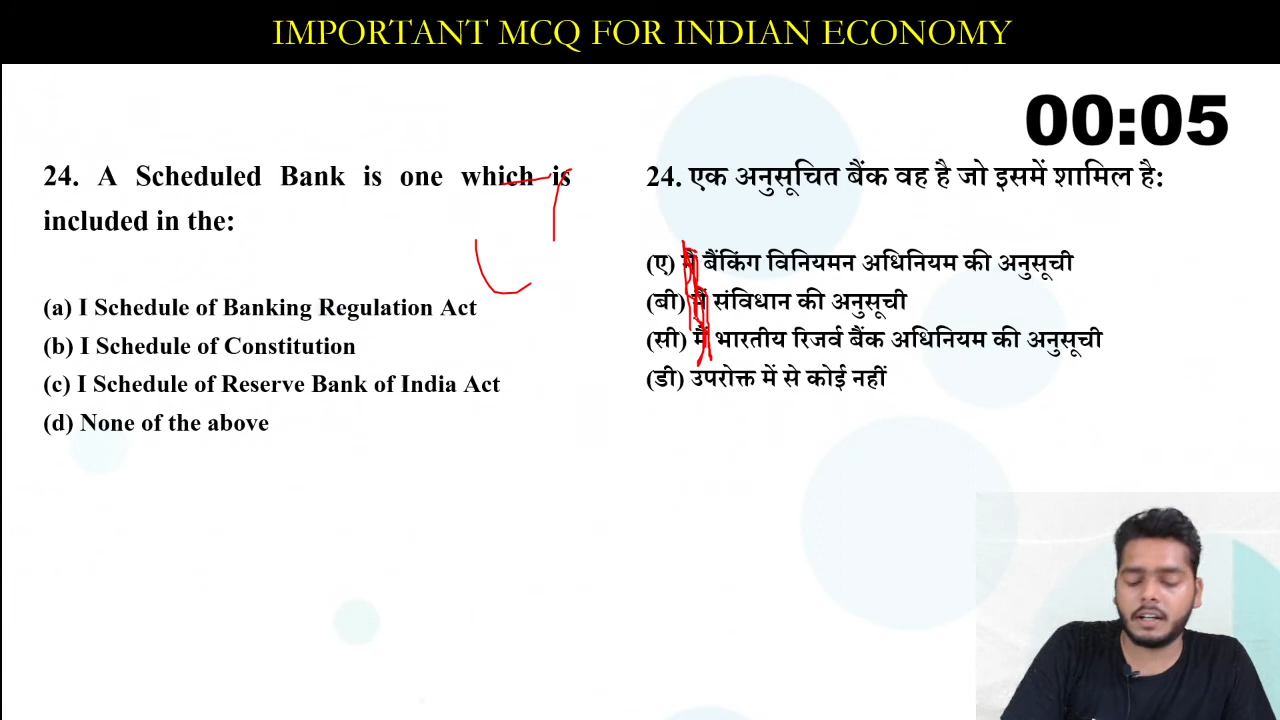 IMPORTANT MCQ FOR INDIAN ECONOMY
00:05
24. A Scheduled Bank is one which is
included in the:
(a) I Schedule of Banking Regulation Act
(b) I Schedule of Constitution
(c) I Schedule of Reserve Bank of India Act
(d) None of the above
24. एक अनुसूचित बैंक वह है जो इसमें शामिल है:
(ए) मैं बैंकिंग विनियमन अधिनियम की अनुसूची
(बी) मैं संविधान की अनुसूची
(सी) मैं भारतीय रिजर्व बैंक अधिनियम की अनुसूची
(डी) उपरोक्त में से कोई नहीं